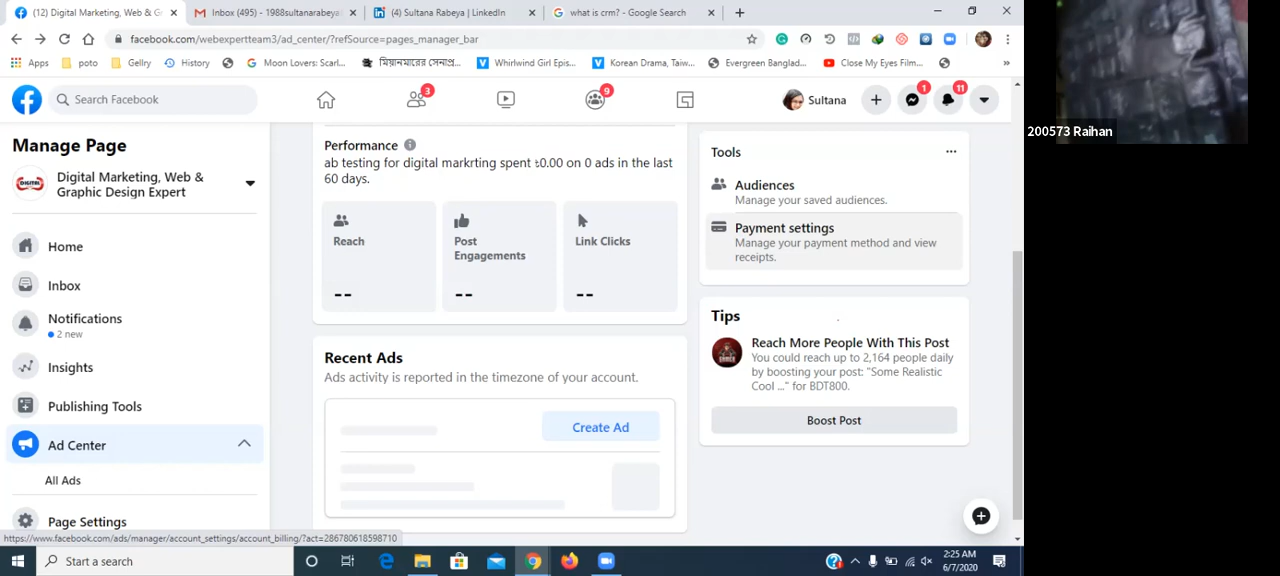 (12) Digital Marketing, Web & G
Inbox (495) - 1988sultanarabeya
(4) Sultana Rabeya | LinkedIn
what is crm? - Google Search
facebook.com/webexpertteam3/ad_center/?refSource=pages_manager_bar
Apps
poto
Gellry
History
Moon Lovers: Scarl...
মিয়ানমারের সেনাপ্র...
Whirlwind Girl Epis...
Korean Drama, Taiw...
Evergreen Banglad...
Close My Eyes Film...
»
Search Facebook
3
9
Sultana
1
11
Manage Page
Digital Marketing, Web &
Graphic Design Expert
DIGITAL
Home
Inbox
Notifications
2 new
Insights
Publishing Tools
Ad Center
All Ads
Page Settings
Performance
ab testing for digital markrting spent ৳0.00 on 0 ads in the last
60 days.
Reach
--
Post
Engagements
--
Link Clicks
--
Recent Ads
Ads activity is reported in the timezone of your account.
Create Ad
Tools
Audiences
Manage your saved audiences.
Payment settings
Manage your payment method and view
receipts.
Tips
Reach More People With This Post
You could reach up to 2,164 people daily
by boosting your post: "Some Realistic
Cool ..." for BDT800.
Boost Post
https://www.facebook.com/ads/manager/account_settings/account_billing/?act=286780618598710
Start a search
2:25 AM
6/7/2020
200573 Raihan